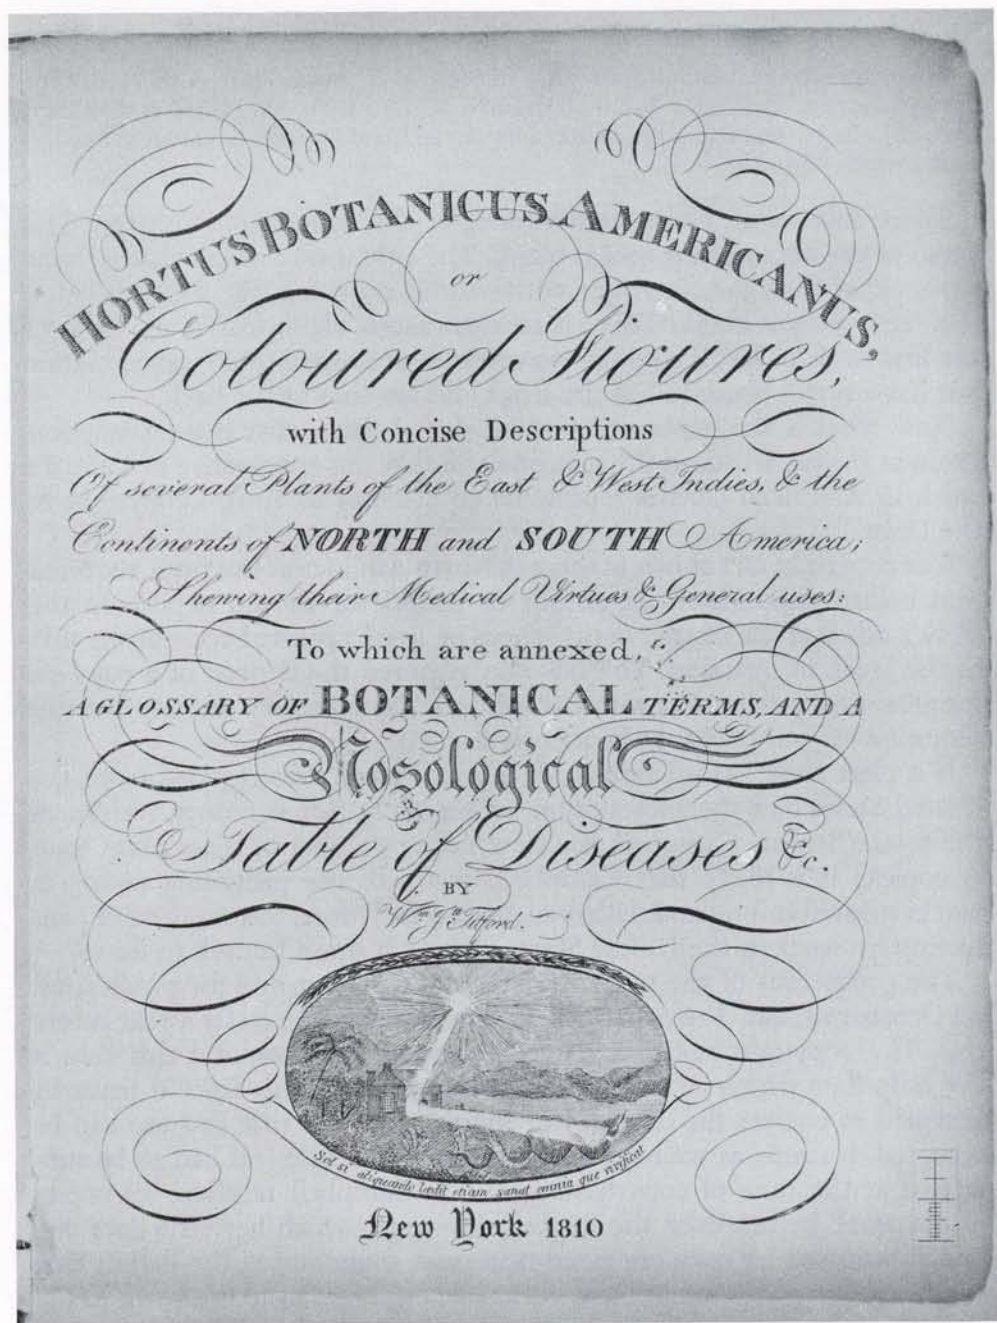 HORTUS BOTANICUS AMERICANUS,
or
Coloured Figures,
with Concise Descriptions
Of several Plants of the East & West Indies, & the
Continents of NORTH and SOUTH America;
Shewing their Medical Virtues & General uses:
To which are annexed,
A GLOSSARY OF BOTANICAL TERMS, AND A
Nosological
Table of Diseases &c.
BY
Wm. Jn. Titford.
Sol si aliquando lædit etiam sanat omnia que vivificat
New York 1810